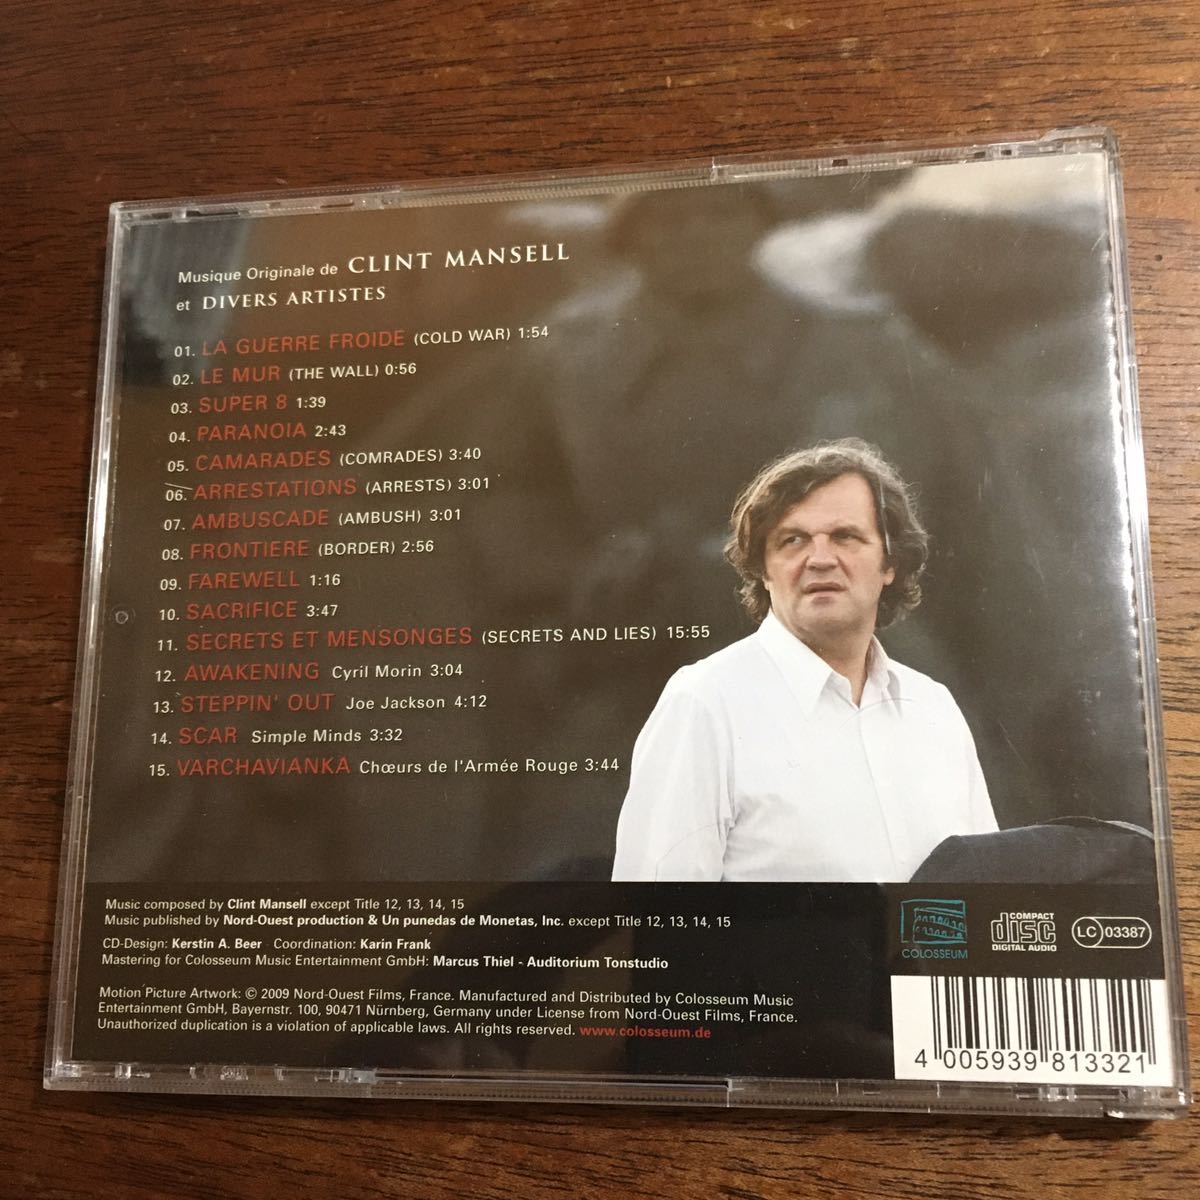 Musique Originale de CLINT MANSELL
et DIVERS ARTISTES
01. LA GUERRE FROIDE (COLD WAR) 1:54
02. LE MUR (THE WALL) 0:56
03. SUPER 8 1:39
04. PARANOIA 2:43
05. CAMARADES (COMRADES) 3:40
06. ARRESTATIONS (ARRESTS) 3:01
07. AMBUSCADE (AMBUSH) 3:01
08. FRONTIERE (BORDER) 2:56
09. FAREWELL 1:16
10. SACRIFICE 3:47
11. SECRETS ET MENSONGES (SECRETS AND LIES) 15:55
12. AWAKENING Cyril Morin 3:04
13. STEPPIN' OUT Joe Jackson 4:12
14. SCAR Simple Minds 3:32
15. VARCHAVIANKA Chœurs de l'Armée Rouge 3:44
Music composed by Clint Mansell except Title 12, 13, 14, 15
Music published by Nord-Ouest production & Un punedas de Monetas, Inc. except Title 12, 13, 14, 15
CD-Design: Kerstin A. Beer · Coordination: Karin Frank
Mastering for Colosseum Music Entertainment GmbH: Marcus Thiel - Auditorium Tonstudio
Motion Picture Artwork: © 2009 Nord-Ouest Films, France. Manufactured and Distributed by Colosseum Music
Entertainment GmbH, Bayernstr. 100, 90471 Nürnberg, Germany under License from Nord-Ouest Films, France.
Unauthorized duplication is a violation of applicable laws. All rights reserved. www.colosseum.de
COLOSSEUM
COMPACT
disc
DIGITAL AUDIO
LC 03387
4 005939 813321